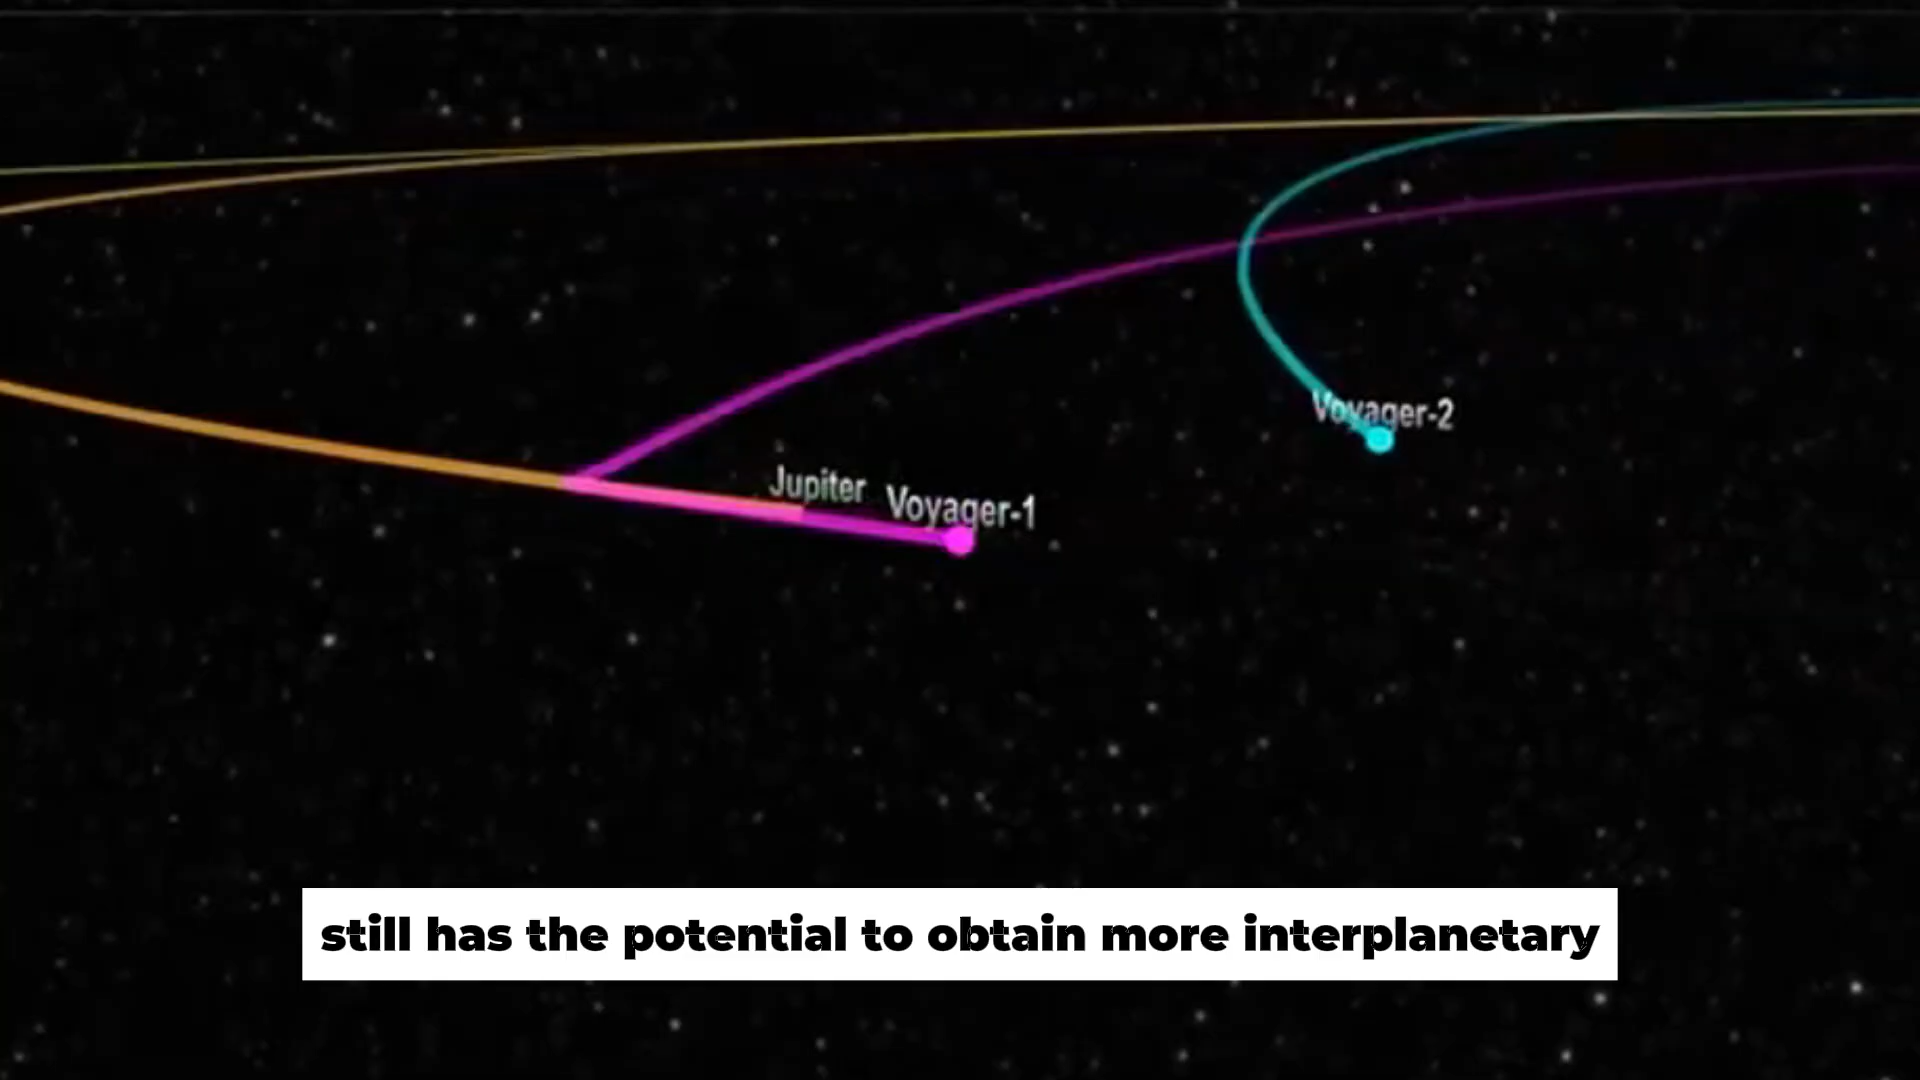 Voyager-2
Jupiter
Voyager-1
still has the potential to obtain more interplanetary